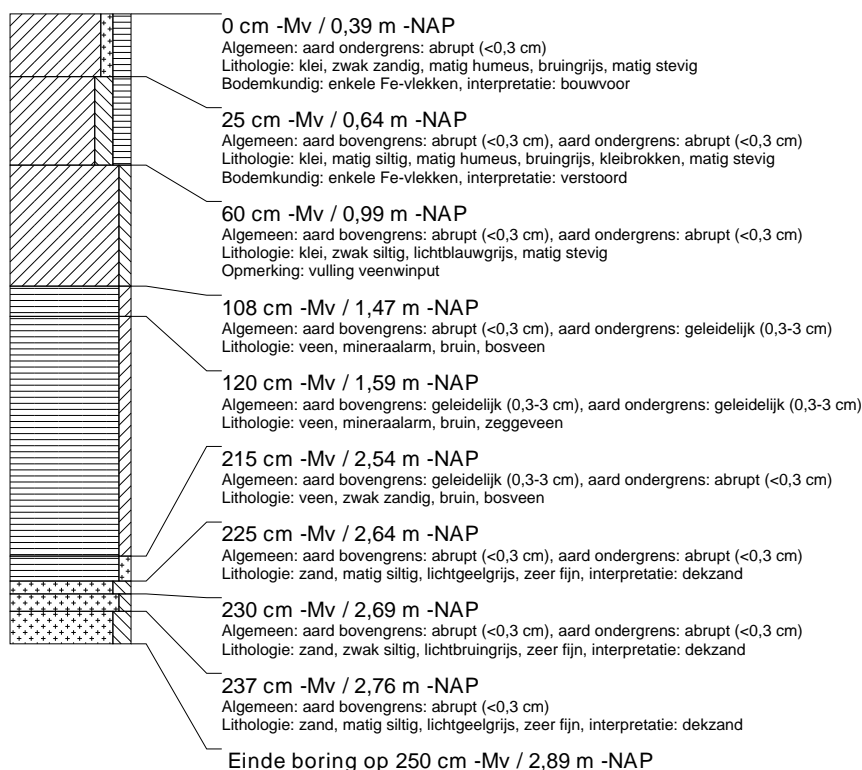 0 cm -Mv / 0,39 m -NAP
Algemeen: aard ondergrens: abrupt (<0,3 cm)
Lithologie: klei, zwak zandig, matig humeus, bruingrijs, matig stevig
Bodemkundig: enkele Fe-vlekken, interpretatie: bouwvoor
25 cm -Mv / 0,64 m -NAP
Algemeen: aard bovengrens: abrupt (<0,3 cm), aard ondergrens: abrupt (<0,3 cm)
Lithologie: klei, matig siltig, matig humeus, bruingrijs, kleibrokken, matig stevig
Bodemkundig: enkele Fe-vlekken, interpretatie: verstoord
60 cm -Mv / 0,99 m -NAP
Algemeen: aard bovengrens: abrupt (<0,3 cm), aard ondergrens: abrupt (<0,3 cm)
Lithologie: klei, zwak siltig, lichtblauwgrijs, matig stevig
Opmerking: vulling veenwinput
108 cm -Mv / 1,47 m -NAP
Algemeen: aard bovengrens: abrupt (<0,3 cm), aard ondergrens: geleidelijk (0,3-3 cm)
Lithologie: veen, mineraalarm, bruin, bosveen
120 cm -Mv / 1,59 m -NAP
Algemeen: aard bovengrens: geleidelijk (0,3-3 cm), aard ondergrens: geleidelijk (0,3-3 cm)
Lithologie: veen, mineraalarm, bruin, zeggeveen
215 cm -Mv / 2,54 m -NAP
Algemeen: aard bovengrens: geleidelijk (0,3-3 cm), aard ondergrens: abrupt (<0,3 cm)
Lithologie: veen, zwak zandig, bruin, bosveen
225 cm -Mv / 2,64 m -NAP
Algemeen: aard bovengrens: abrupt (<0,3 cm), aard ondergrens: abrupt (<0,3 cm)
Lithologie: zand, matig siltig, lichtgeelgrijs, zeer fijn, interpretatie: dekzand
230 cm -Mv / 2,69 m -NAP
Algemeen: aard bovengrens: abrupt (<0,3 cm), aard ondergrens: abrupt (<0,3 cm)
Lithologie: zand, zwak siltig, lichtbruingrijs, zeer fijn, interpretatie: dekzand
237 cm -Mv / 2,76 m -NAP
Algemeen: aard bovengrens: abrupt (<0,3 cm)
Lithologie: zand, matig siltig, lichtgeelgrijs, zeer fijn, interpretatie: dekzand
Einde boring op 250 cm -Mv / 2,89 m -NAP